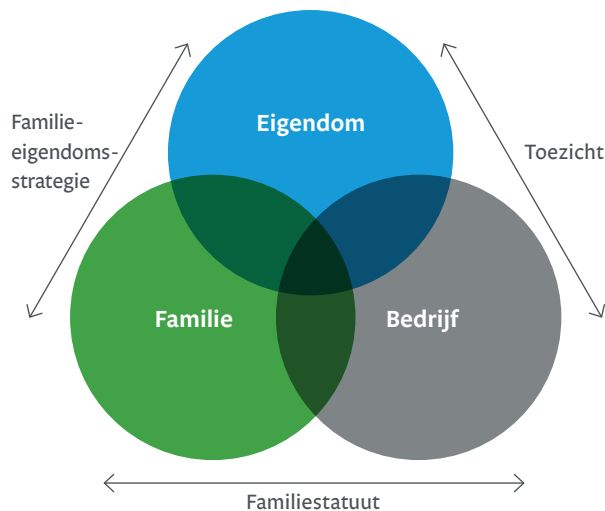 Eigendom
Familie-
eigendoms-
strategie
Toezicht
Familie
Bedrijf
Familiestatuut